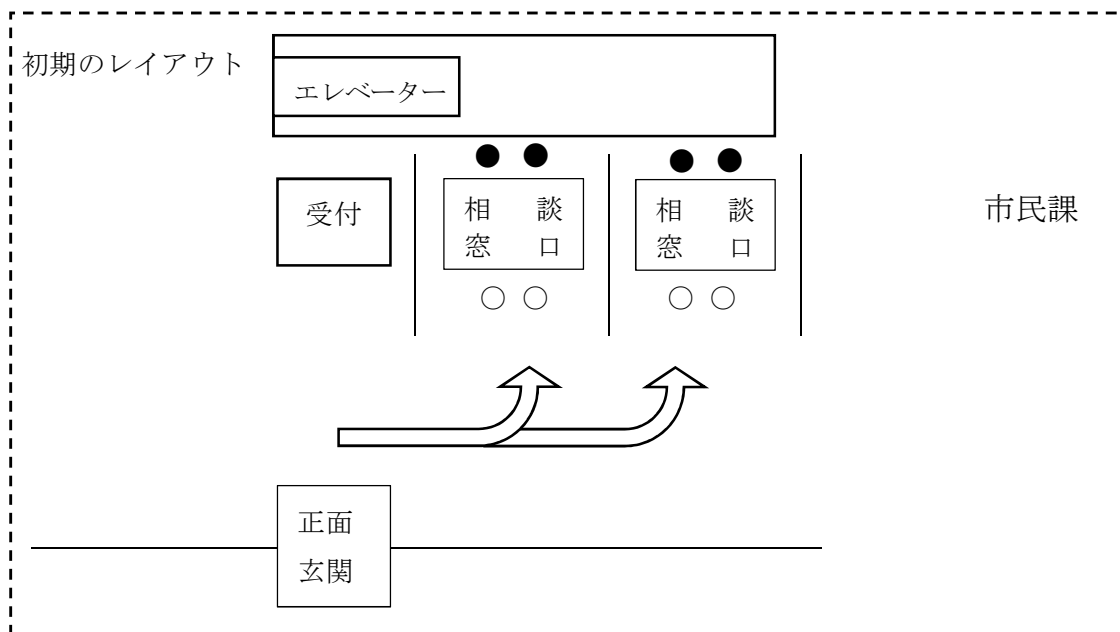 初期のレイアウト
エレベーター
受付
相談
窓口
相談
窓口
市民課
正面
玄関